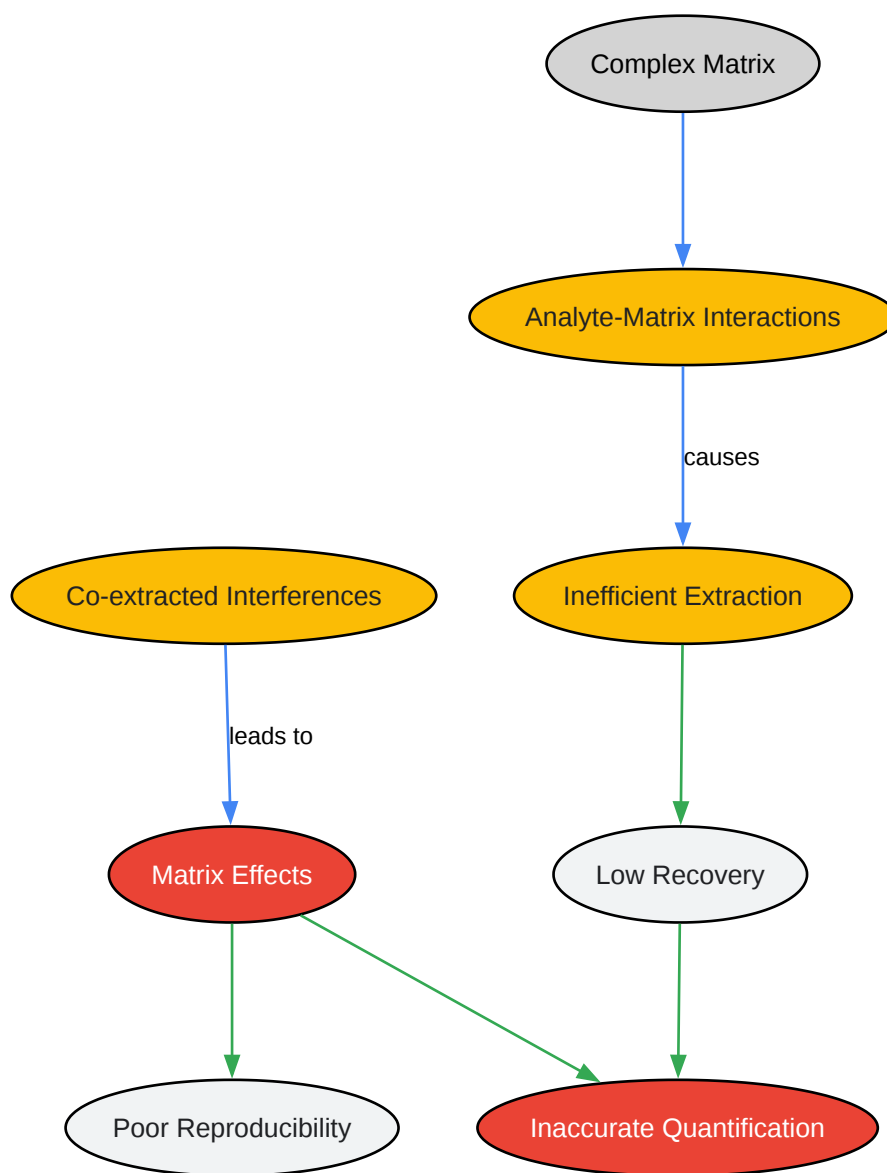 Complex Matrix
Analyte-Matrix Interactions
causes
Co-extracted Interferences
Inefficient Extraction
leads to
Matrix Effects
Low Recovery
Poor Reproducibility
Inaccurate Quantification